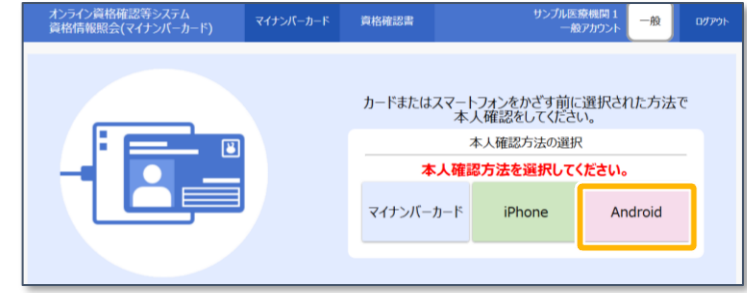 オンライン資格確認等システム
資格情報照会(マイナンバーカード)
マイナンバーカード
資格確認書
サンプル医療機関 1
一般アカウント
一般
ログアウト
カードまたはスマートフォンをかざす前に選択された方法で
本人確認をしてください。
本人確認方法の選択
本人確認方法を選択してください。
マイナンバーカード
iPhone
Android